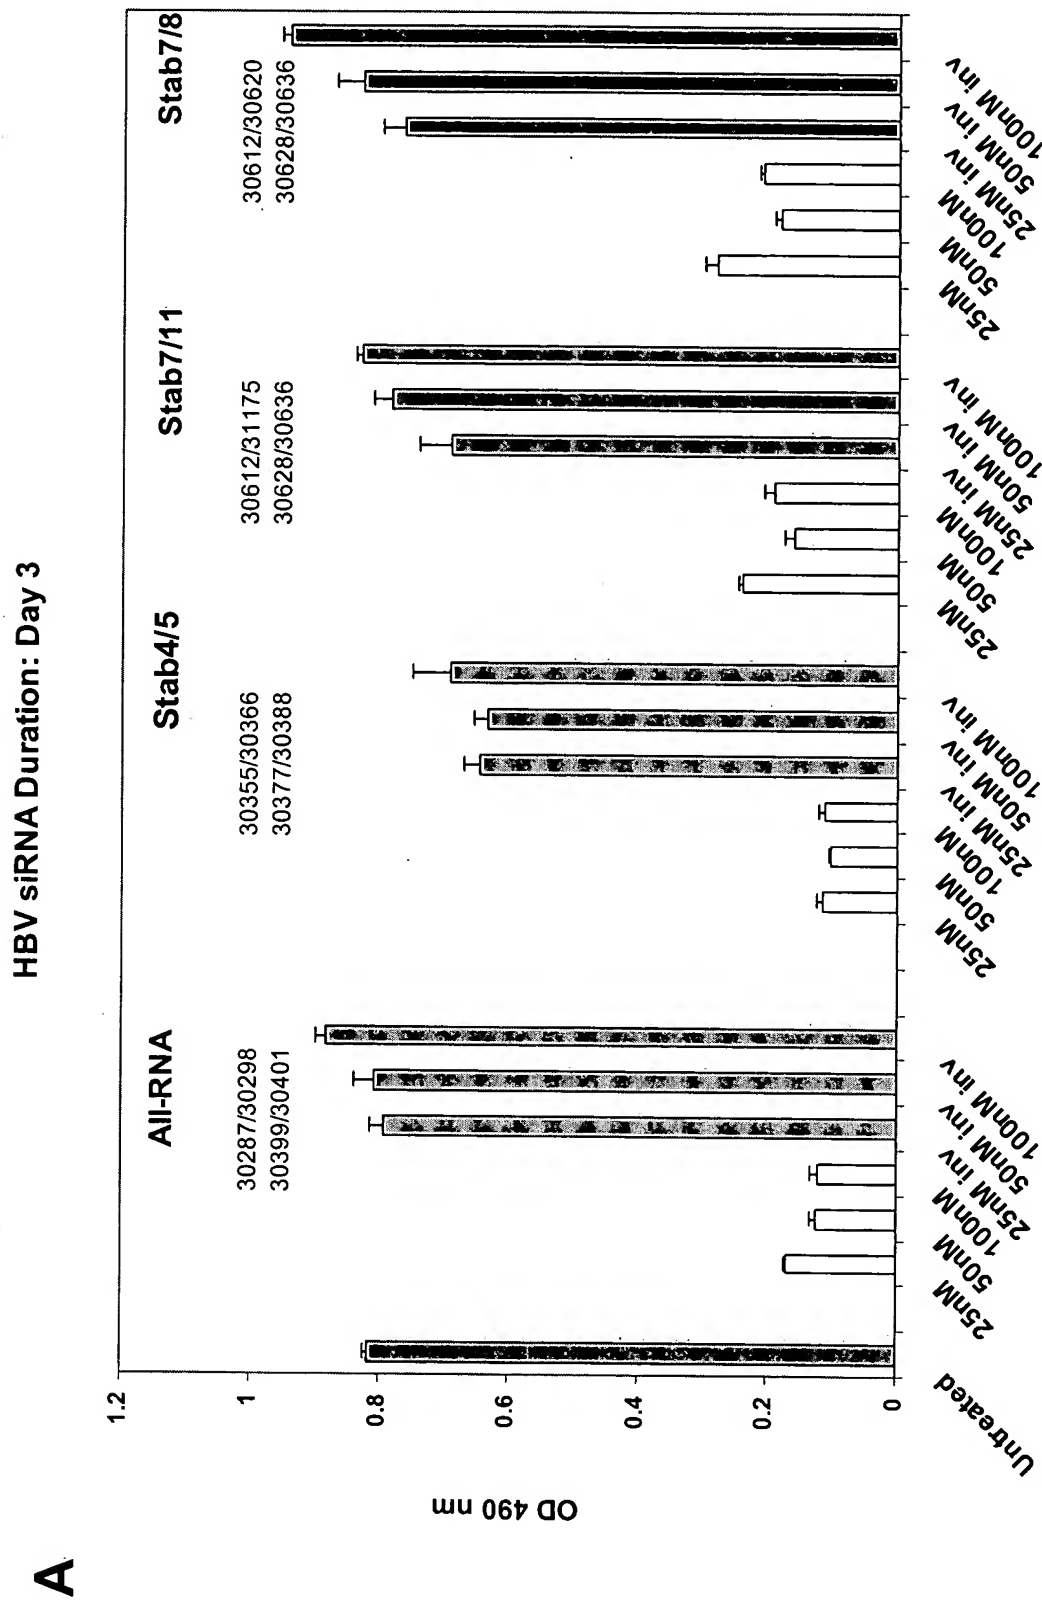 A
HBV siRNA Duration: Day 3
All-RNA
30287/30298
30399/30401
Stab4/5
30355/30366
30377/30388
Stab7/11
30612/31175
30628/30636
Stab7/8
30612/30620
30628/30636
OD 490 nm
1.2
1
0.8
0.6
0.4
0.2
0
Untreated
25nM
50nM
100nM
25nM inv
50nM inv
100nM inv
25nM
50nM
100nM
25nM inv
50nM inv
100nM inv
25nM
50nM
100nM
25nM inv
50nM inv
100nM inv
25nM
50nM
100nM
25nM inv
50nM inv
100nM inv